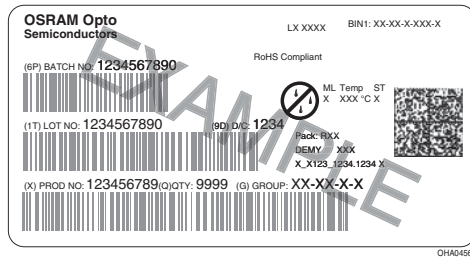 OSRAM Opto
Semiconductors
LX XXXX
BIN1: XX-XX-X-XXX-X
RoHS Compliant
(6P) BATCH NO: 1234567890
ML Temp ST
X XXX °C X
(1T) LOT NO: 1234567890 (9D) D/C: 1234
Pack: RXX
DEMY XXX
X_X123_1234.1234 X
(X) PROD NO: 123456789(Q)QTY: 9999 (G) GROUP: XX-XX-X-X
EXAMPLE
OHA0456